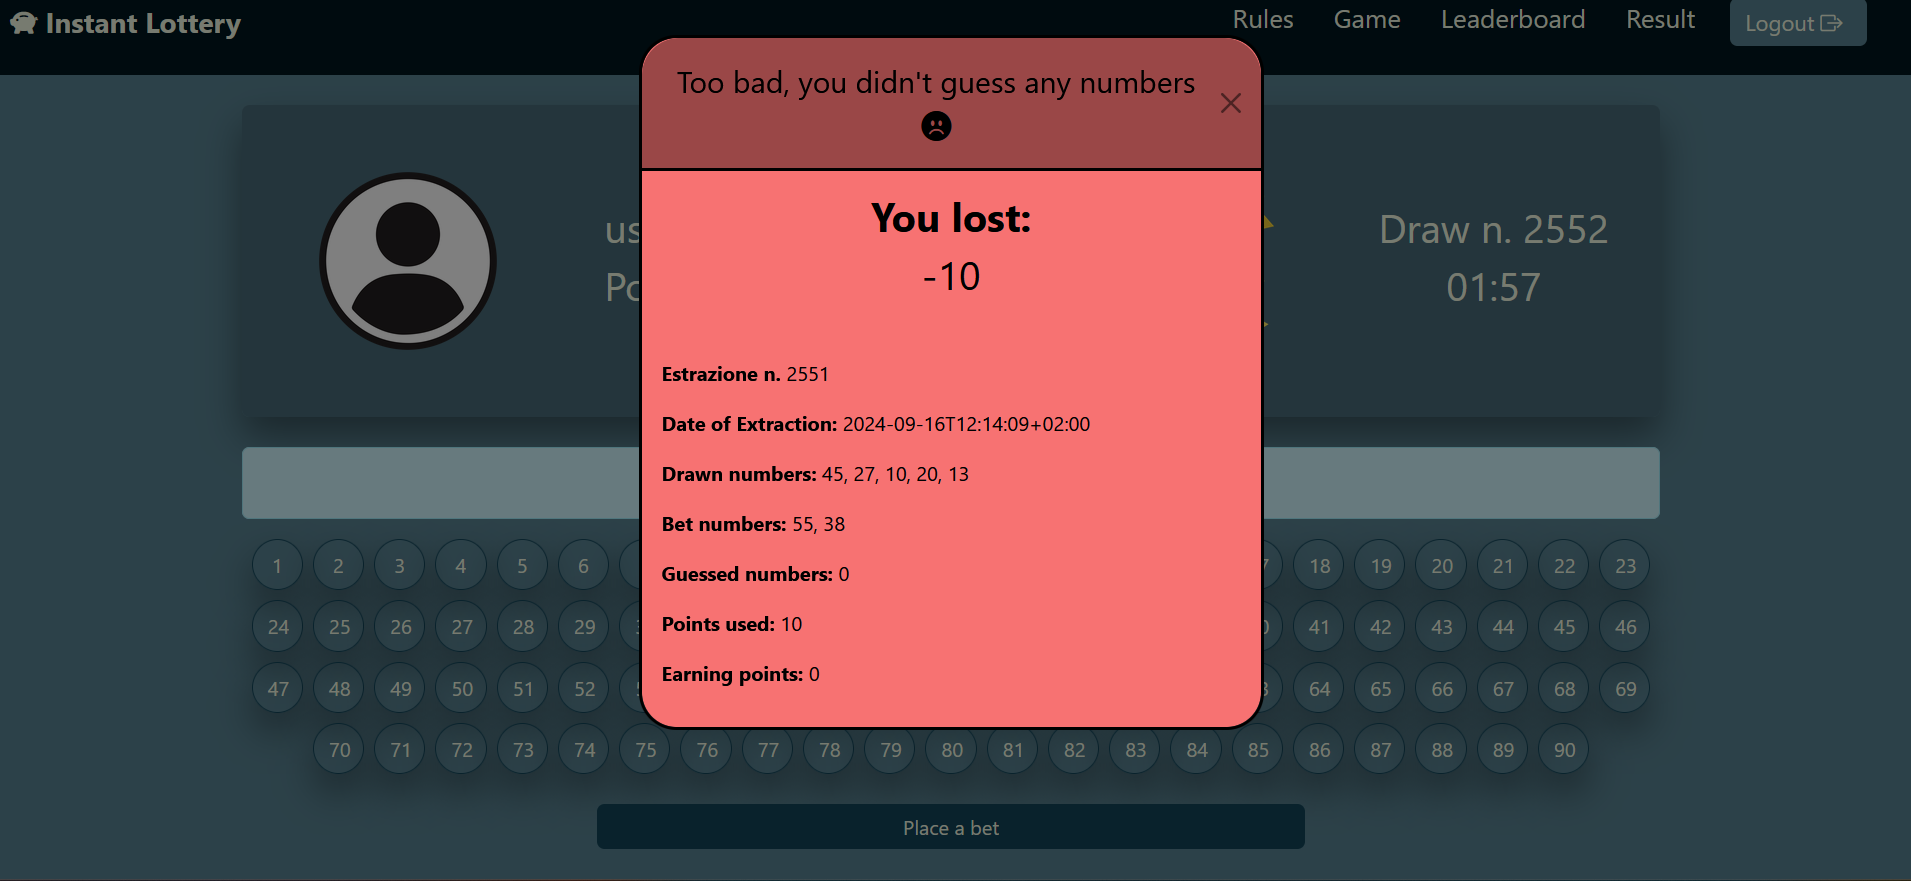 Instant Lottery
Rules Game Leaderboard Result Logout
Too bad, you didn't guess any numbers
Draw n. 2552
01:57
You lost:
-10
Estrazione n. 2551
Date of Extraction: 2024-09-16T12:14:09+02:00
Drawn numbers: 45, 27, 10, 20, 13
Bet numbers: 55, 38
Guessed numbers: 0
Points used: 10
Earning points: 0
1 2 3 4 5 6 18 19 20 21 22 23
24 25 26 27 28 29 41 42 43 44 45 46
47 48 49 50 51 52 64 65 66 67 68 69
70 71 72 73 74 75 76 77 78 79 80 81 82 83 84 85 86 87 88 89 90
Place a bet